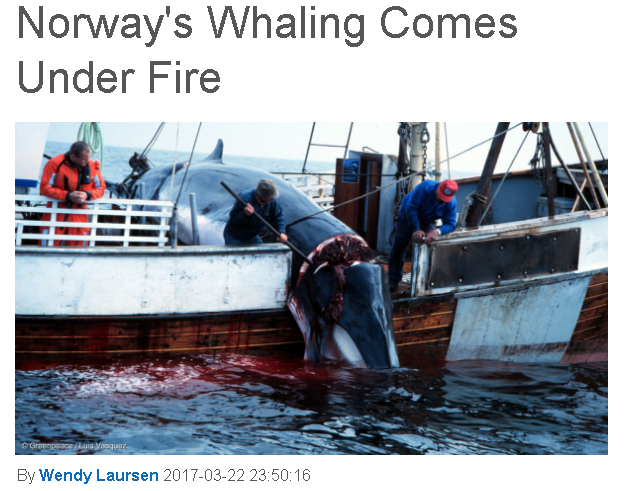 Norway's Whaling Comes
Under Fire
© Greenpeace / Luis Vasquez
By Wendy Laursen 2017-03-22 23:50:16